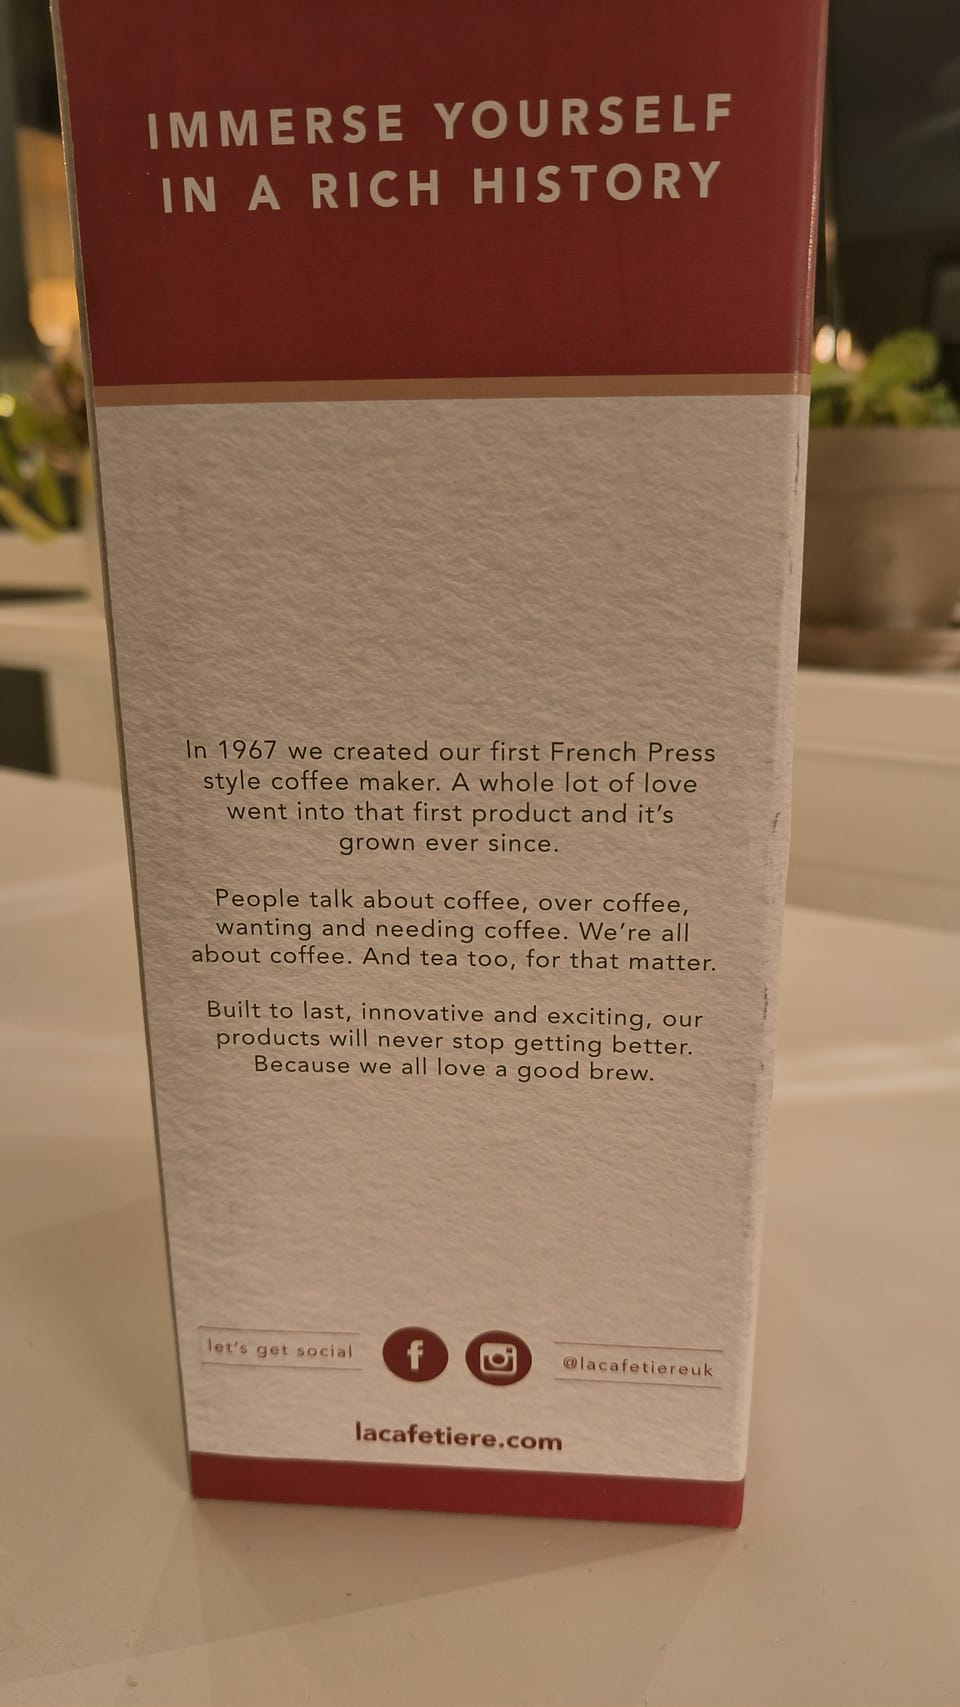 IMMERSE YOURSELF
IN A RICH HISTORY
In 1967 we created our first French Press
style coffee maker. A whole lot of love
went into that first product and it's
grown ever since.
People talk about coffee, over coffee,
wanting and needing coffee. We're all
about coffee. And tea too, for that matter.
Built to last, innovative and exciting, our
products will never stop getting better.
Because we all love a good brew.
let's get social
f
@lacafetiereuk
lacafetiere.com